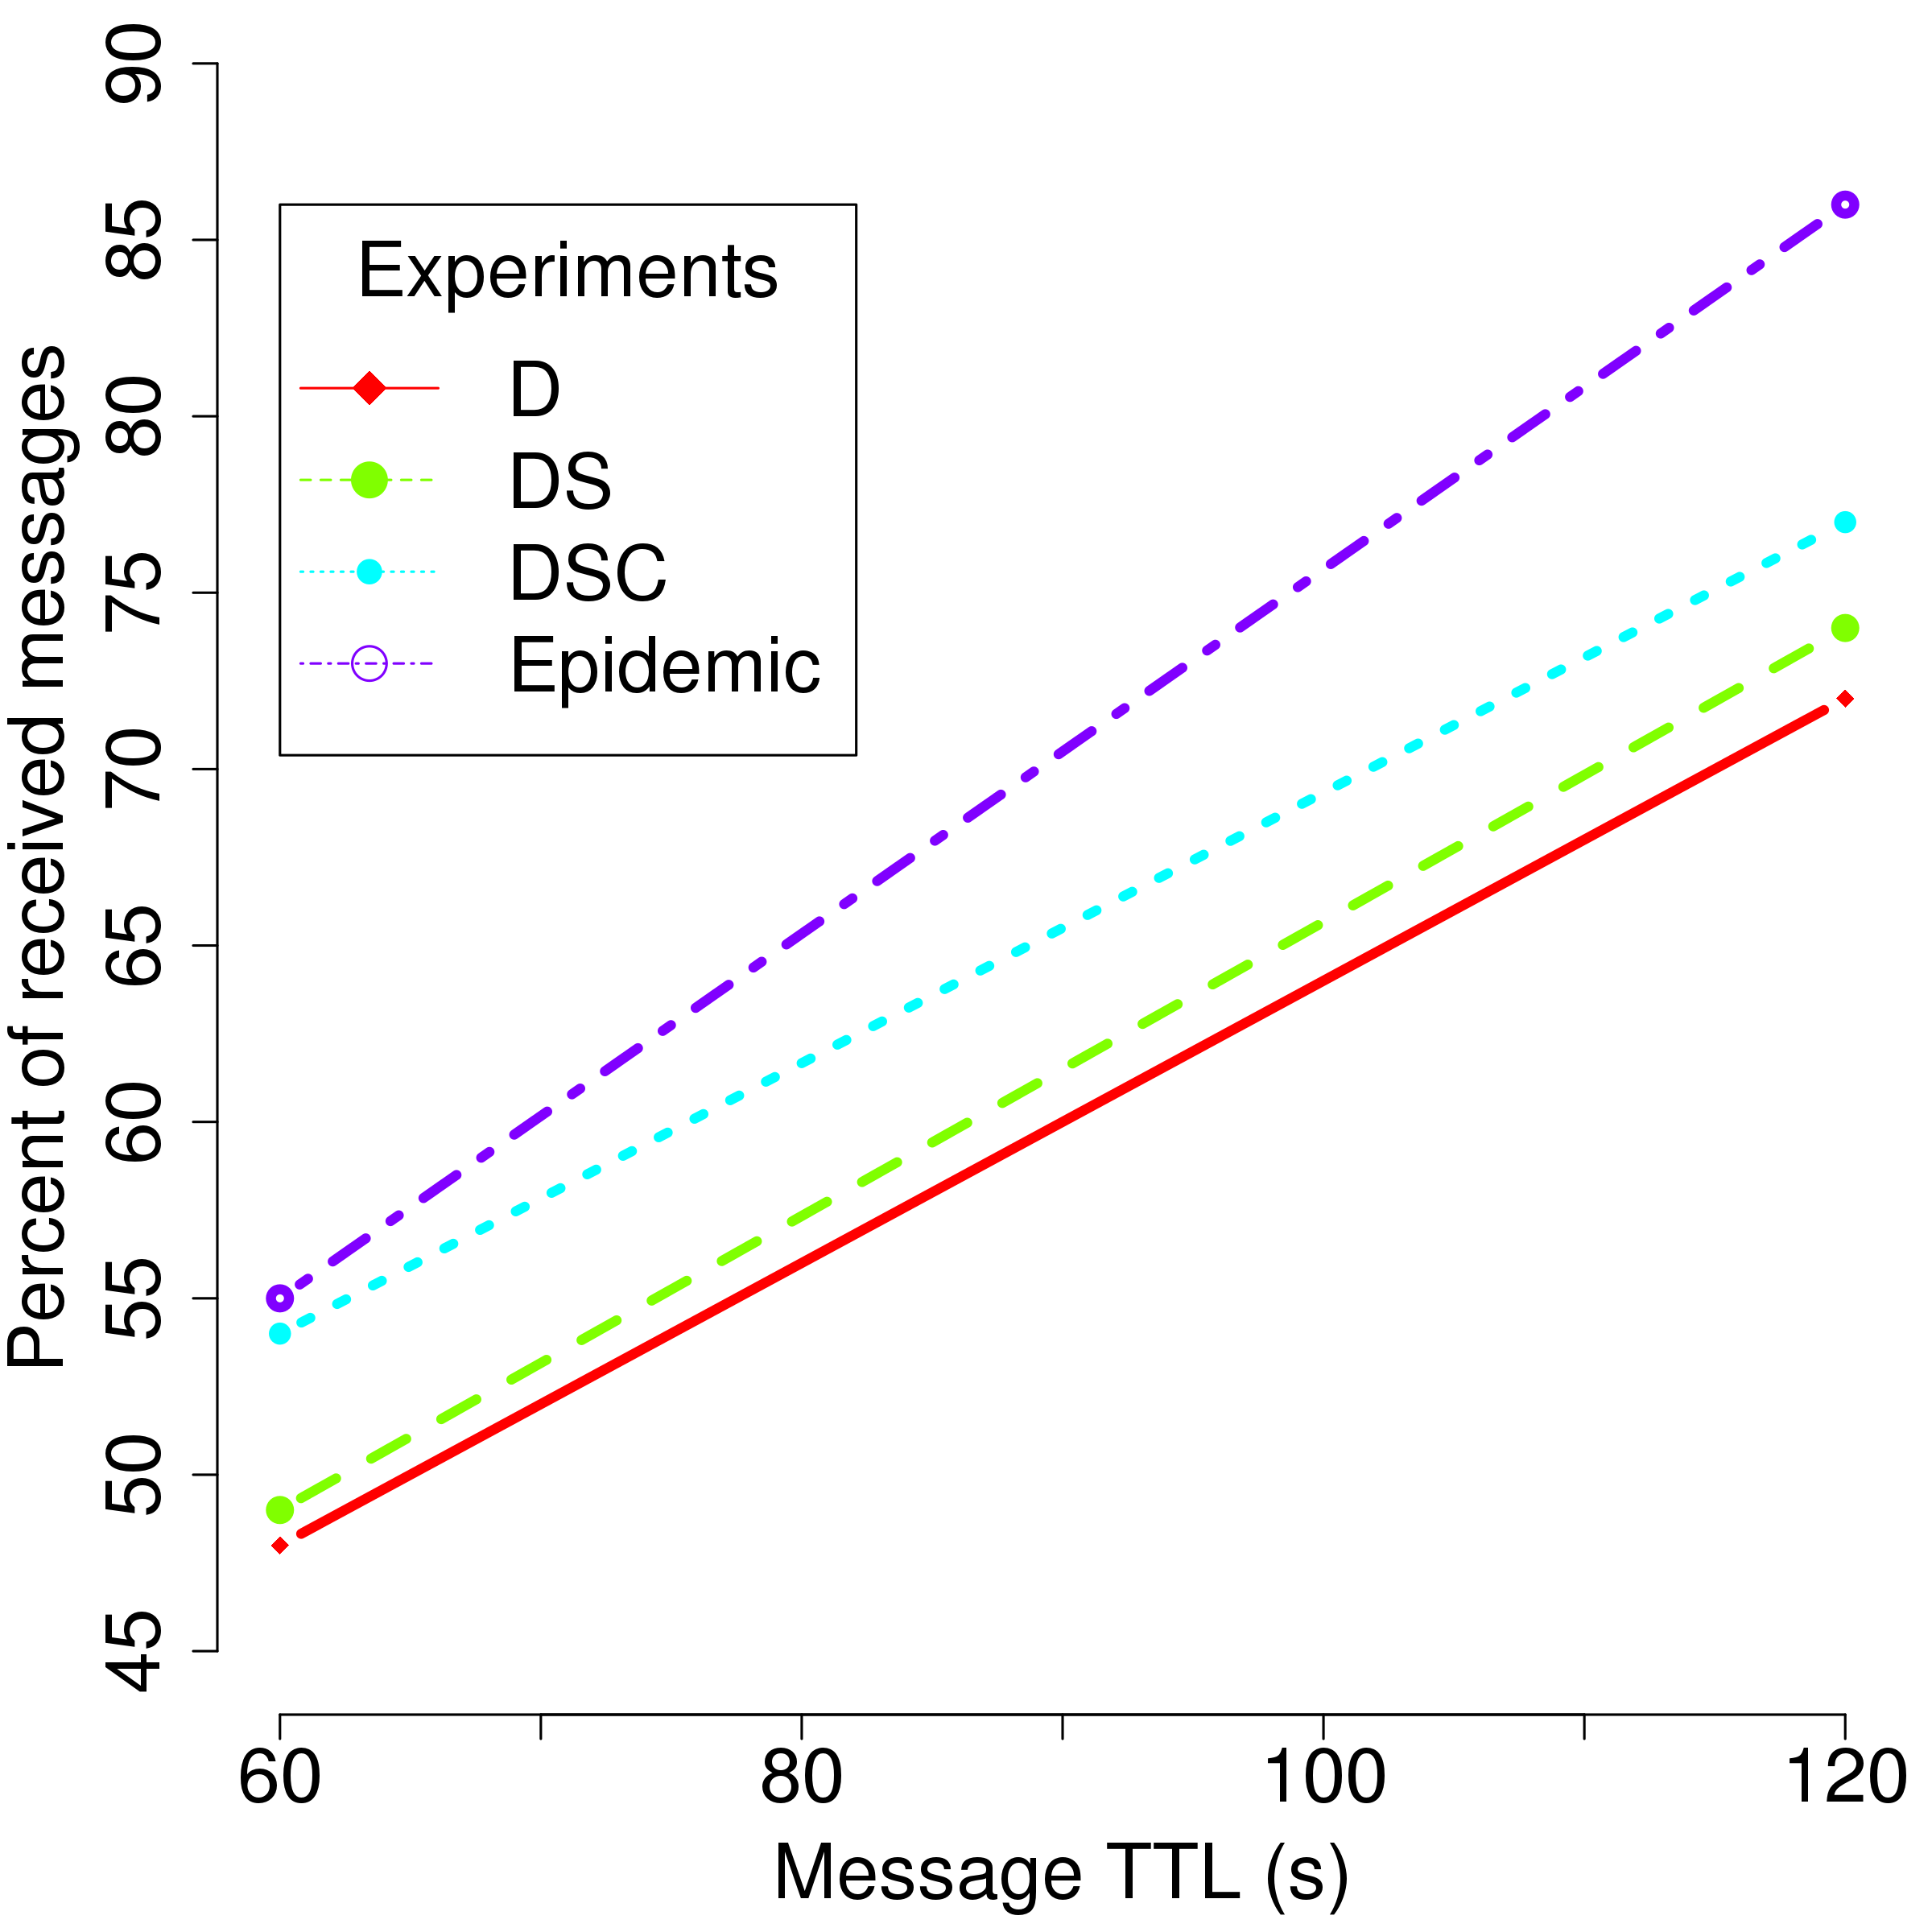 Percent of received messages
90
85
80
75
70
65
60
55
50
45
Experiments
D
DS
DSC
Epidemic
60 80 100 120
Message TTL (s)